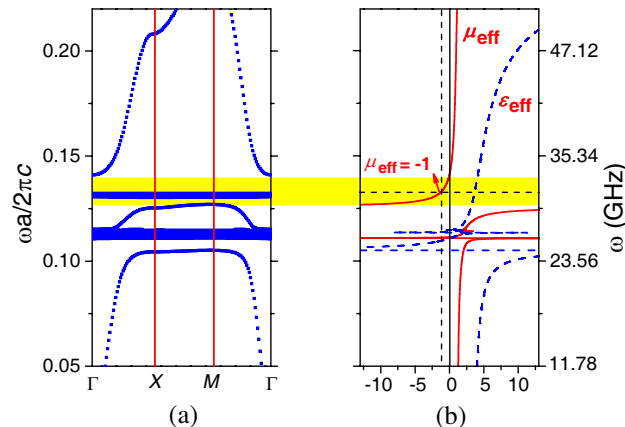 0.20
0.15
0.10
0.05
ωa/2πc
Γ X M Γ
(a)
μeff
εeff
μeff = -1
47.12
35.34
23.56
11.78
ω (GHz)
-10 -5 0 5 10
(b)